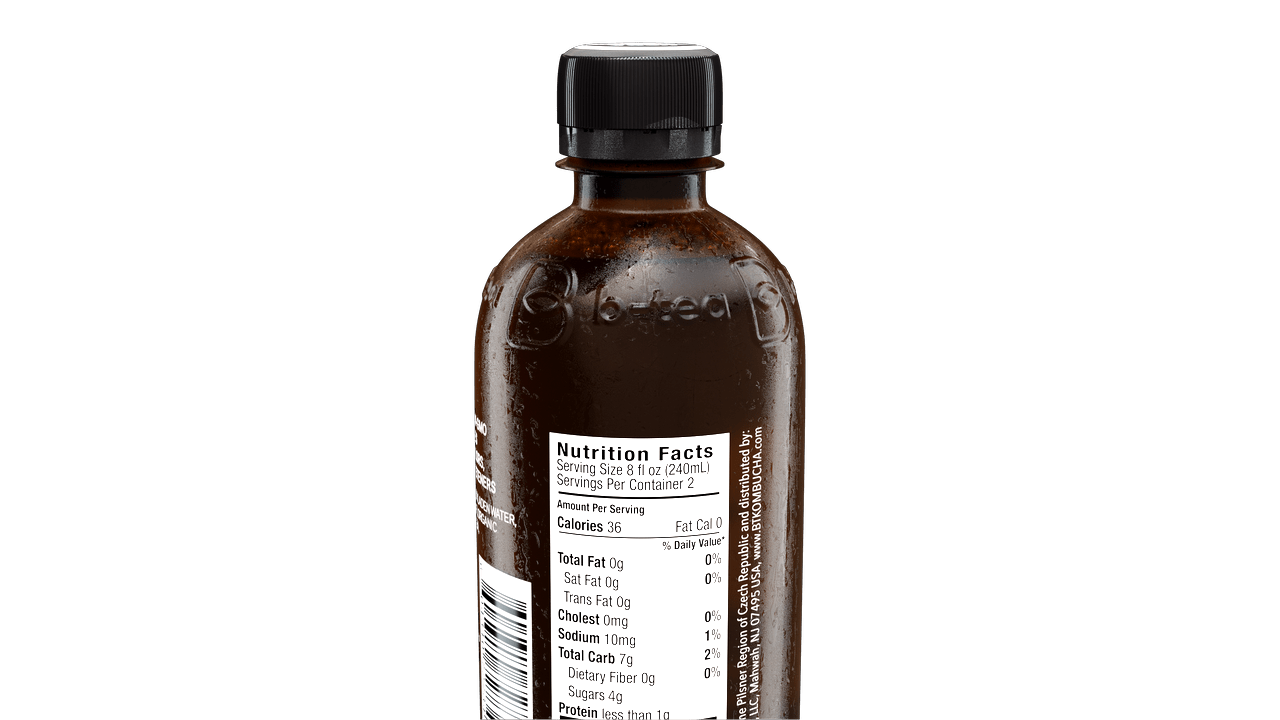 b-tea
Nutrition Facts
Serving Size 8 fl oz (240mL)
Servings Per Container 2
Amount Per Serving
Calories 36 Fat Cal 0
% Daily Value*
Total Fat 0g 0%
Sat Fat 0g 0%
Trans Fat 0g
Cholest 0mg 0%
Sodium 10mg 1%
Total Carb 7g 2%
Dietary Fiber 0g 0%
Sugars 4g
Protein less than 1g
Pilsner Region of Czech Republic and distributed by:
LLC, Mahwah, NJ 07495 USA, www.BTKOMBUCHA.com
WATER,